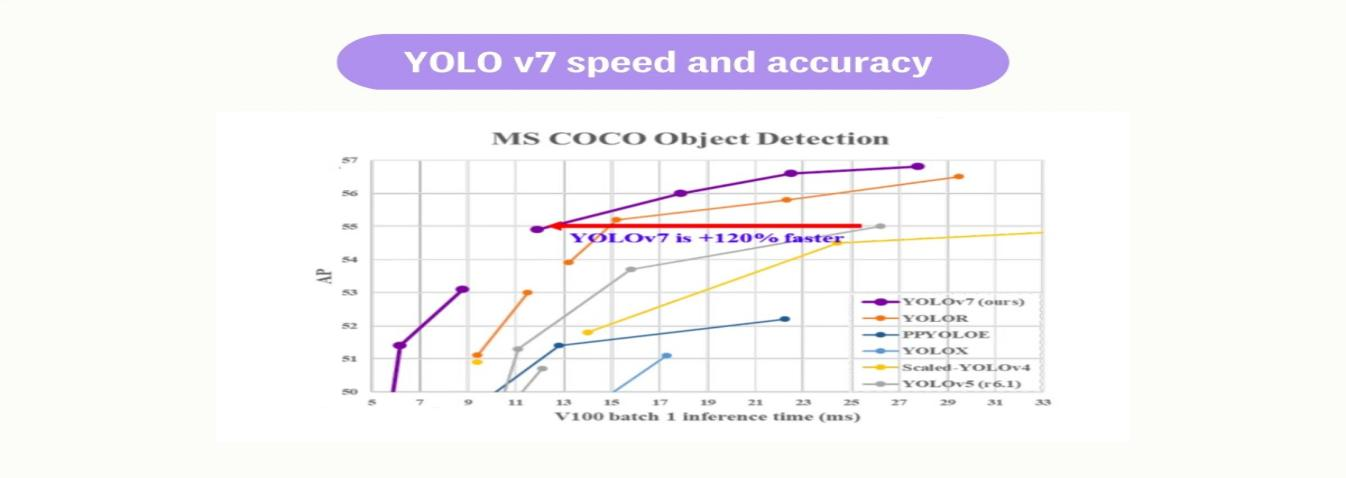 YOLO v7 speed and accuracy
MS COCO Object Detection
57
56
55
54
53
52
51
50
AP
YOLOv7 is +120% faster
YOLOv7 (ours)
YOLOR
PPYOLOE
YOLOX
Scaled-YOLOv4
YOLOv5 (r6.1)
5 7 9 11 13 15 17 19 21 23 25 27 29 31 33
V100 batch 1 inference time (ms)